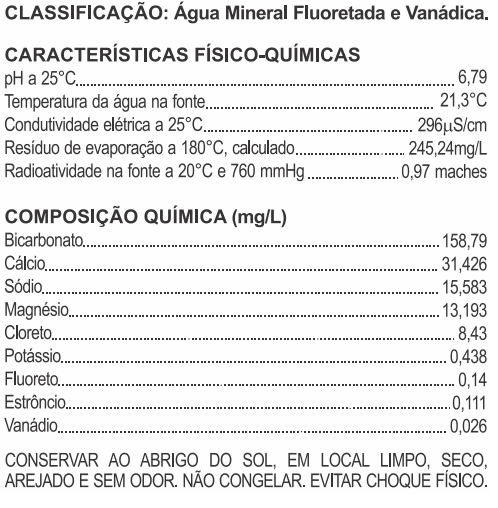 CLASSIFICAÇÃO: Água Mineral Fluoretada e Vanádica.
CARACTERÍSTICAS FÍSICO-QUÍMICAS
pH a 25°C........................................6,79
Temperatura da água na fonte........................................21,3°C
Condutividade elétrica a 25°C........................................296µS/cm
Resíduo de evaporação a 180°C, calculado........................................245,24mg/L
Radioatividade na fonte a 20°C e 760 mmHg........................................0,97 maches
COMPOSIÇÃO QUÍMICA (mg/L)
Bicarbonato........................................158,79
Cálcio........................................31,426
Sódio........................................15,583
Magnésio........................................13,193
Cloreto........................................8,43
Potássio........................................0,438
Fluoreto........................................0,14
Estrôncio........................................0,111
Vanádio........................................0,026
CONSERVAR AO ABRIGO DO SOL, EM LOCAL LIMPO, SECO,
AREJADO E SEM ODOR. NÃO CONGELAR. EVITAR CHOQUE FÍSICO.